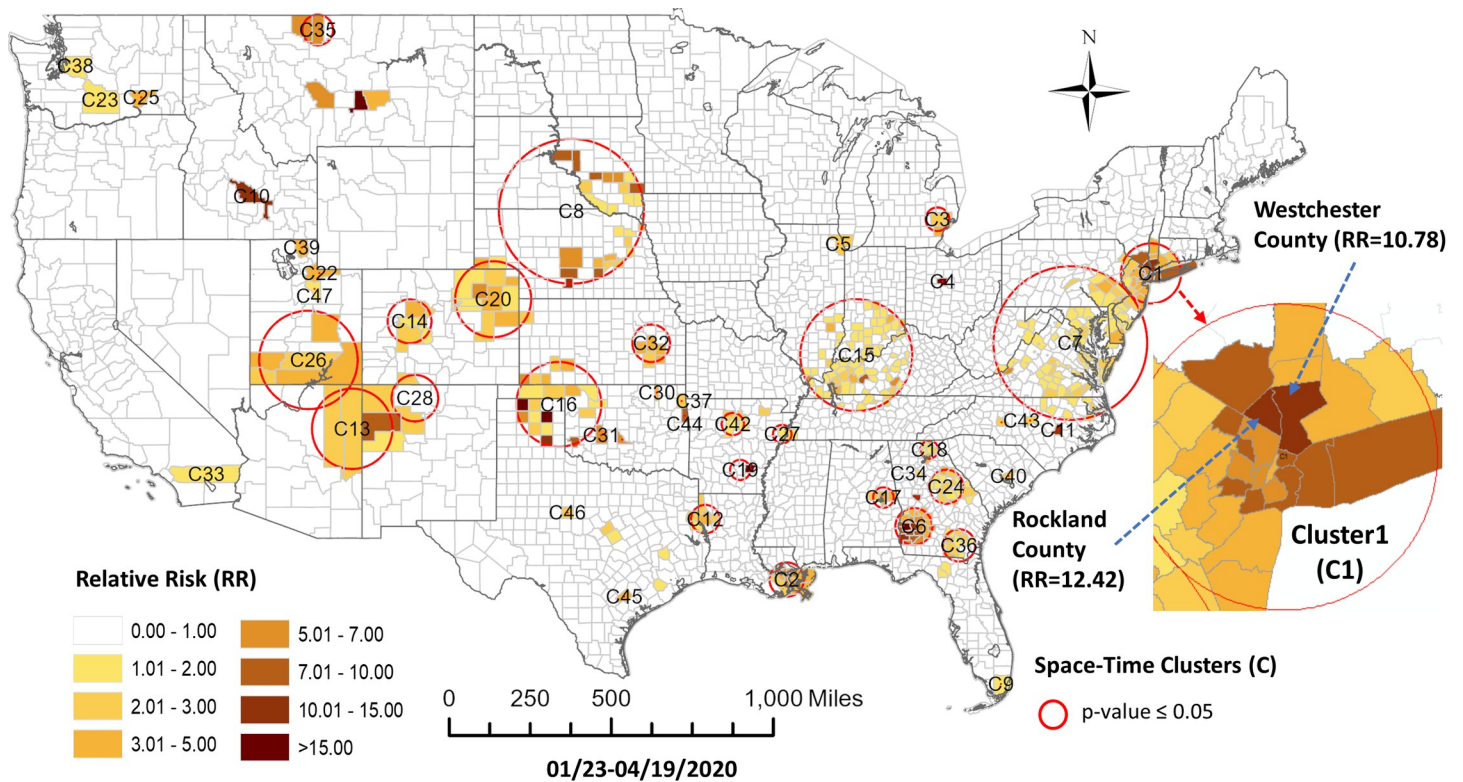 N
C35
C38
C23
C25
C10
C8
C3
C5
C39
C22
C47
C4
C1
C20
C14
C26
C32
C15
C7
C28
C13
C16
C30
C37
C44
C31
C42
C27
C43
C11
C18
C19
C34
C24
C40
C17
C33
C46
C12
C6
C36
C2
C45
C9
Westchester
County (RR=10.78)
Rockland
County
(RR=12.42)
Cluster1
(C1)
Relative Risk (RR)
0.00 - 1.00
1.01 - 2.00
2.01 - 3.00
3.01 - 5.00
5.01 - 7.00
7.01 - 10.00
10.01 - 15.00
>15.00
0 250 500 1,000 Miles
01/23-04/19/2020
Space-Time Clusters (C)
p-value ≤ 0.05